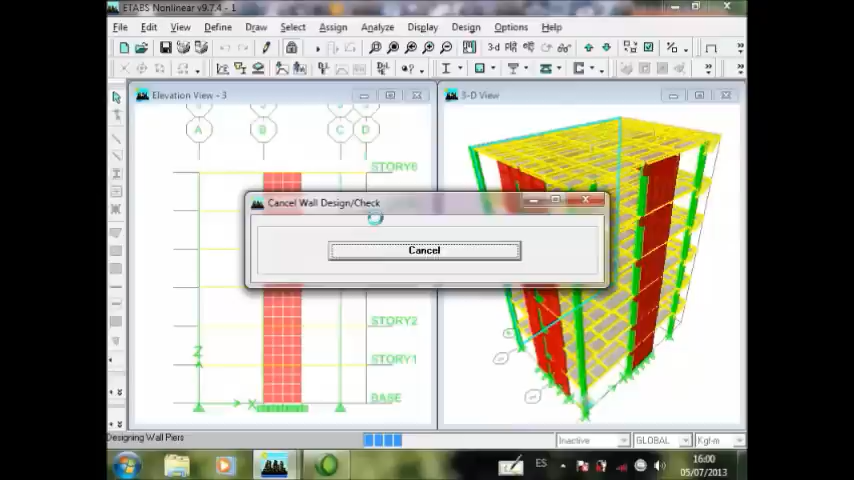 ETABS Nonlinear v9.7.4 - 1
File Edit View Define Draw Select Assign Analyze Display Design Options Help
3-d
Elevation View - 3
3-D View
A B C D
STORY6
Cancel Wall Design/Check
Cancel
STORY2
STORY1
Z
X
BASE
Designing Wall Piers
Inactive
GLOBAL
Kgf-m
ES
16:00
05/07/2013